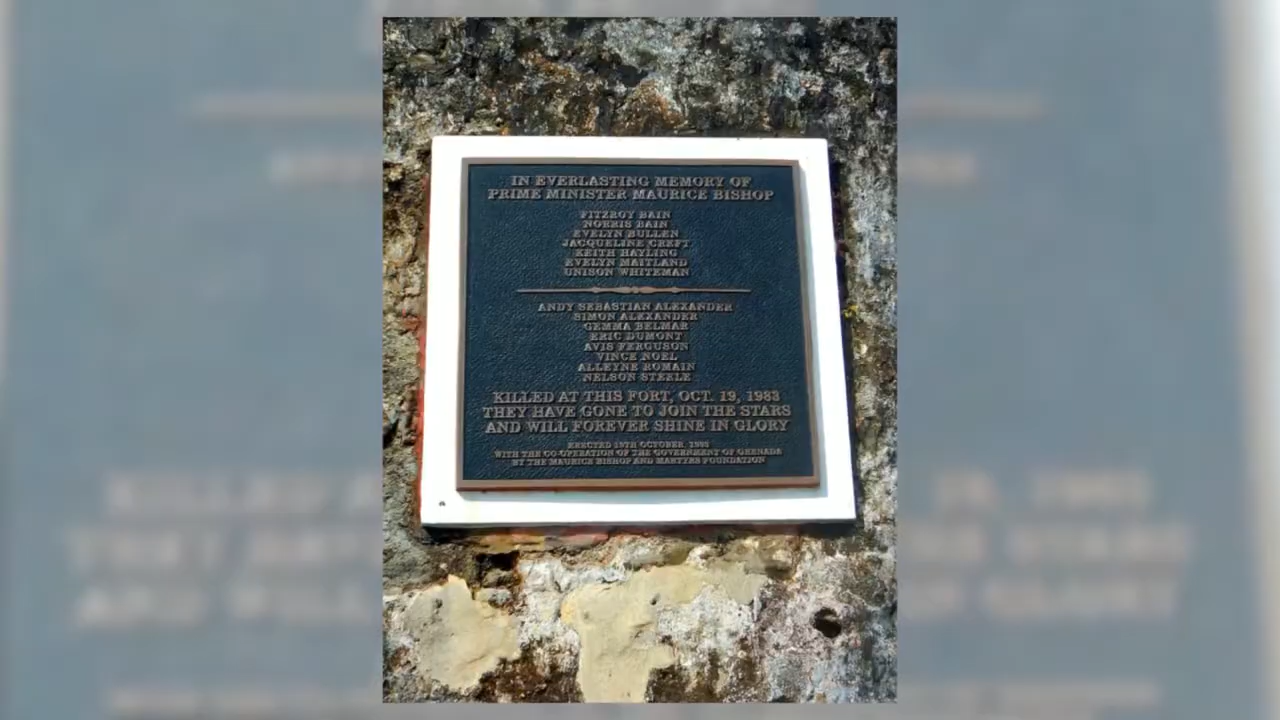 IN EVERLASTING MEMORY OF
PRIME MINISTER MAURICE BISHOP
FITZROY BAIN
NORRIS BAIN
EVELYN BULLEN
JACQUELINE CREFT
KEITH HAYLING
EVELYN MAITLAND
UNISON WHITEMAN
ANDY SEBASTIAN ALEXANDER
SIMON ALEXANDER
GEMMA BELMAR
ERIC DUMONT
AVIS FERGUSON
VINCE NOEL
ALLEYNE ROMAIN
NELSON STEELE
KILLED AT THIS FORT, OCT. 19, 1983
THEY HAVE GONE TO JOIN THE STARS
AND WILL FOREVER SHINE IN GLORY
ERECTED OCTOBER,
WITH THE CO-OPERATION OF THE GOVERNMENT OF GRENADA
BY THE MAURICE BISHOP AND MARTYRS FOUNDATION